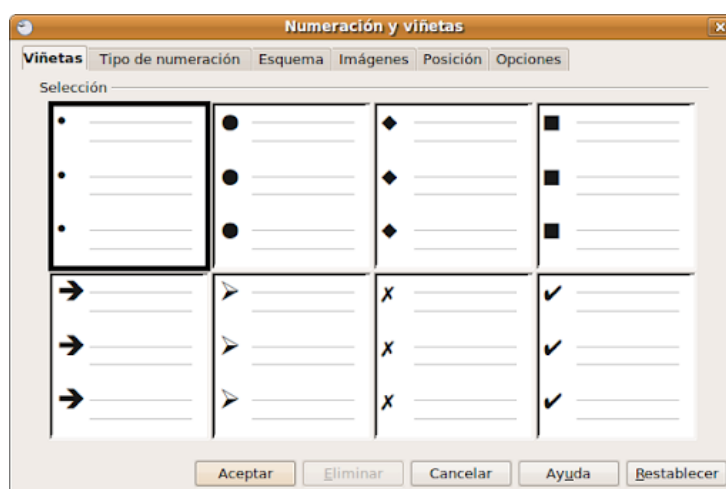 Numeración y viñetas
Viñetas Tipo de numeración Esquema Imágenes Posición Opciones
Selección
Aceptar Eliminar Cancelar Ayuda Restablecer